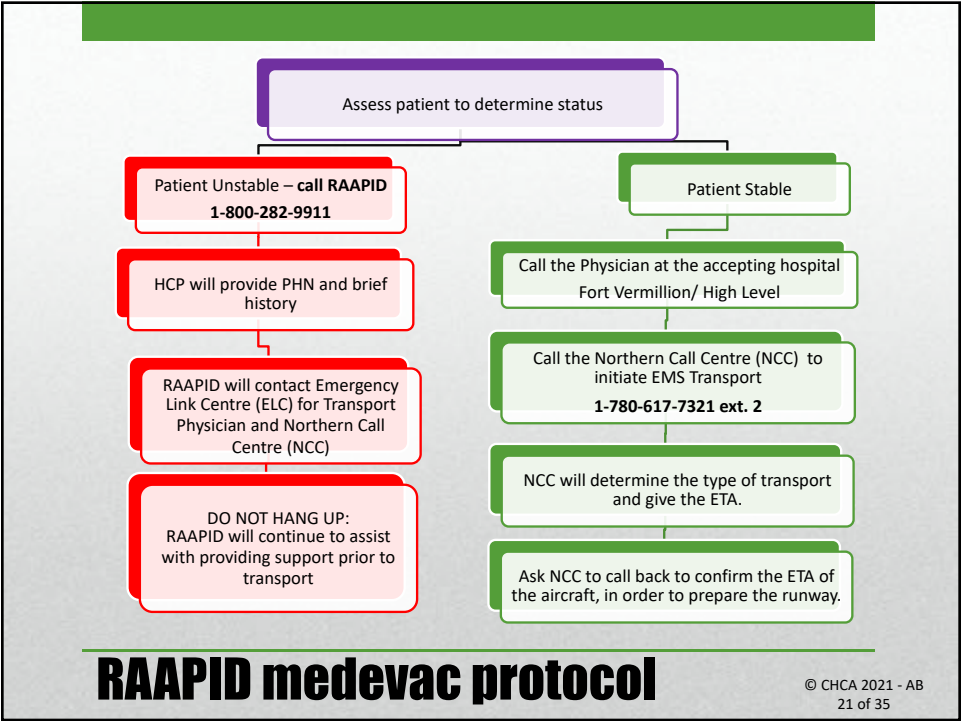 Assess patient to determine status
Patient Unstable – call RAAPID
1-800-282-9911
HCP will provide PHN and brief
history
RAAPID will contact Emergency
Link Centre (ELC) for Transport
Physician and Northern Call
Centre (NCC)
DO NOT HANG UP:
RAAPID will continue to assist
with providing support prior to
transport
Patient Stable
Call the Physician at the accepting hospital
Fort Vermillion/ High Level
Call the Northern Call Centre (NCC) to
initiate EMS Transport
1-780-617-7321 ext. 2
NCC will determine the type of transport
and give the ETA.
Ask NCC to call back to confirm the ETA of
the aircraft, in order to prepare the runway.
RAAPID medevac protocol
© CHCA 2021 - AB
21 of 35